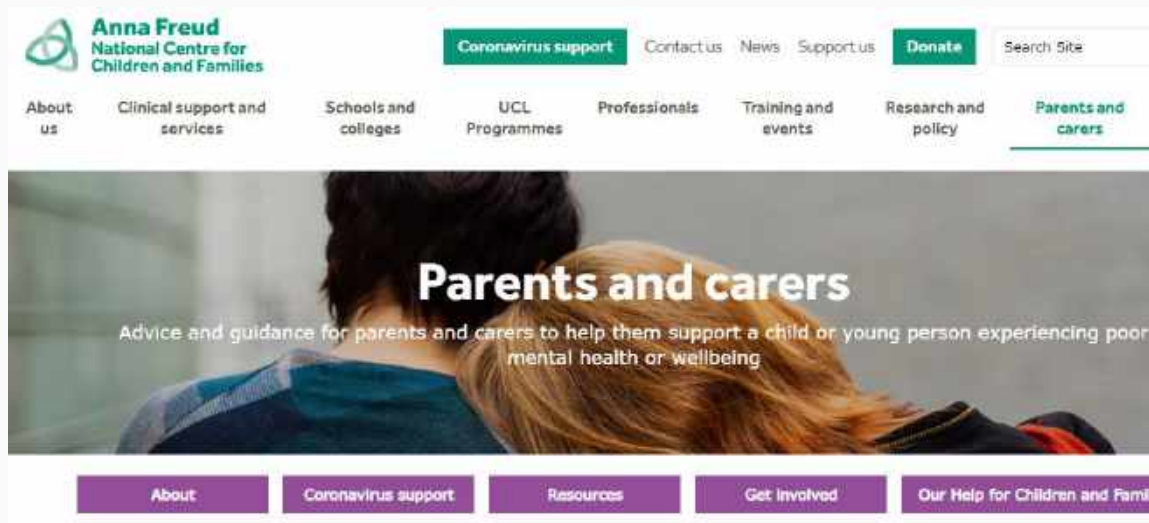 Anna Freud
National Centre for
Children and Families
Coronavirus support
Contact us
News
Support us
Donate
Search Site
About
us
Clinical support and
services
Schools and
colleges
UCL
Programmes
Professionals
Training and
events
Research and
policy
Parents and
carers
Parents and carers
Advice and guidance for parents and carers to help them support a child or young person experiencing poor
mental health or wellbeing
About
Coronavirus support
Resources
Get Involved
Our Help for Children and Famil